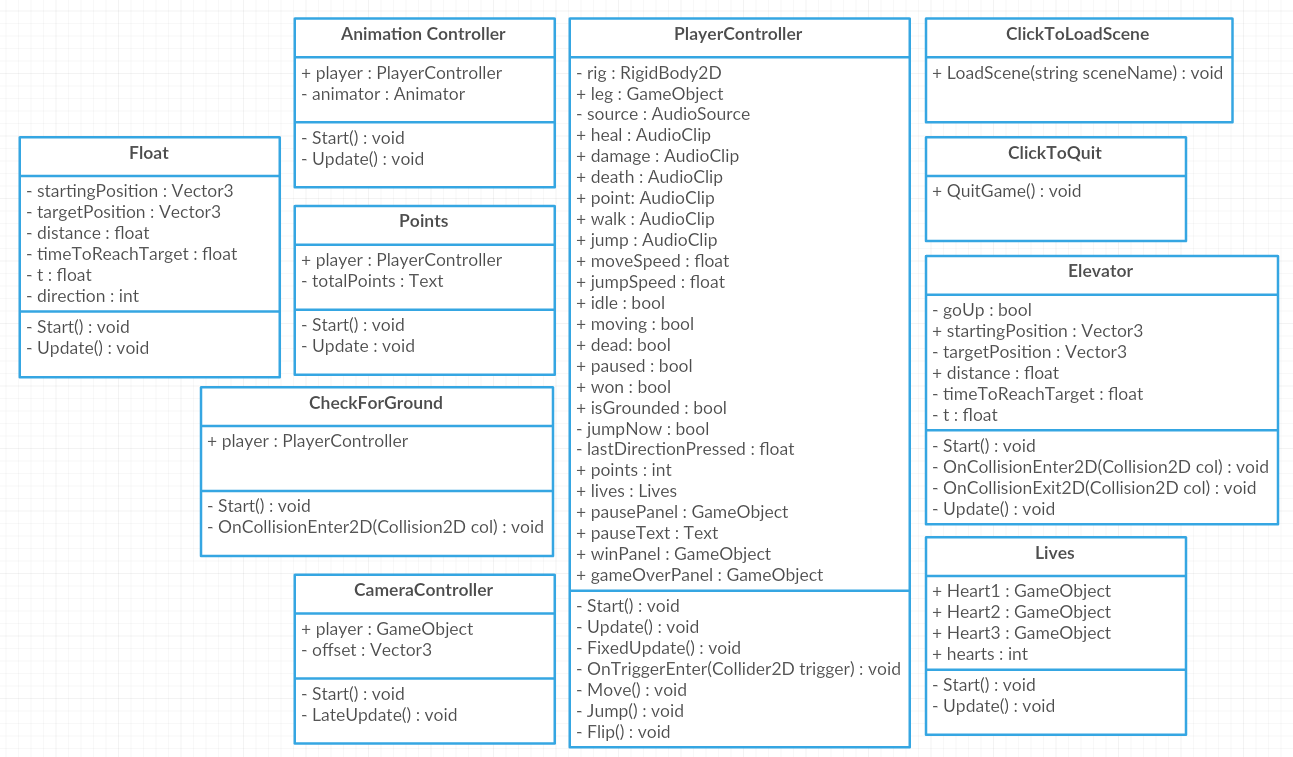 Float
- startingPosition : Vector3
- targetPosition : Vector3
- distance : float
- timeToReachTarget : float
- t : float
- direction : int
- Start() : void
- Update() : void
Animation Controller
+ player : PlayerController
- animator : Animator
- Start() : void
- Update() : void
Points
+ player : PlayerController
- totalPoints : Text
- Start() : void
- Update : void
CheckForGround
+ player : PlayerController
- Start() : void
- OnCollisionEnter2D(Collision2D col) : void
CameraController
+ player : GameObject
- offset : Vector3
- Start() : void
- LateUpdate() : void
PlayerController
- rig : RigidBody2D
+ leg : GameObject
- source : AudioSource
+ heal : AudioClip
+ damage : AudioClip
+ death : AudioClip
+ point: AudioClip
+ walk : AudioClip
+ jump : AudioClip
+ moveSpeed : float
+ jumpSpeed : float
+ idle : bool
+ moving : bool
+ dead: bool
+ paused : bool
+ won : bool
+ isGrounded : bool
- jumpNow : bool
- lastDirectionPressed : float
+ points : int
+ lives : Lives
+ pausePanel : GameObject
+ pauseText : Text
+ winPanel : GameObject
+ gameOverPanel : GameObject
- Start() : void
- Update() : void
- FixedUpdate() : void
- OnTriggerEnter(Collider2D trigger) : void
- Move() : void
- Jump() : void
- Flip() : void
ClickToLoadScene
+ LoadScene(string sceneName) : void
ClickToQuit
+ QuitGame() : void
Elevator
- goUp : bool
+ startingPosition : Vector3
- targetPosition : Vector3
+ distance : float
- timeToReachTarget : float
- t : float
- Start() : void
- OnCollisionEnter2D(Collision2D col) : void
- OnCollisionExit2D(Collision2D col) : void
- Update() : void
Lives
+ Heart1 : GameObject
+ Heart2 : GameObject
+ Heart3 : GameObject
+ hearts : int
- Start() : void
- Update() : void